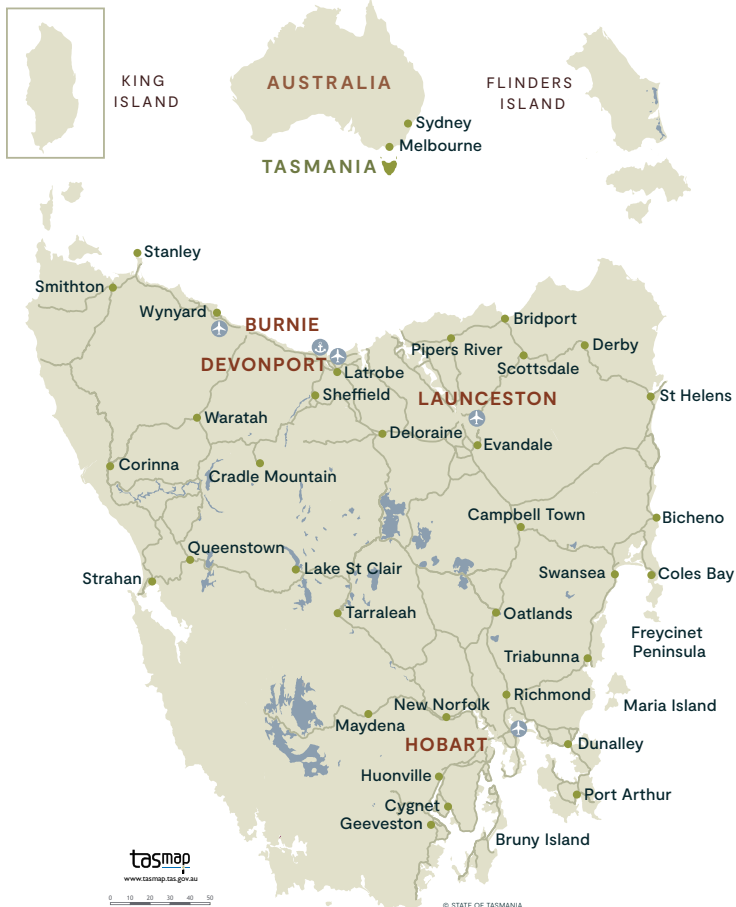 KING
ISLAND
AUSTRALIA
FLINDERS
ISLAND
Sydney
Melbourne
TASMANIA
Stanley
Smithton
Wynyard
BURNIE
Bridport
DEVONPORT
Pipers River
Derby
Latrobe
Scottsdale
Sheffield
LAUNCESTON
St Helens
Waratah
Deloraine
Evandale
Corinna
Cradle Mountain
Campbell Town
Bicheno
Queenstown
Lake St Clair
Swansea
Coles Bay
Strahan
Tarraleah
Oatlands
Freycinet
Peninsula
Triabunna
Richmond
New Norfolk
Maria Island
Maydena
HOBART
Dunalley
Huonville
Port Arthur
Cygnet
Geeveston
Bruny Island
tasmap
www.tasmap.tas.gov.au
0 10 20 30 40 50
© STATE OF TASMANIA